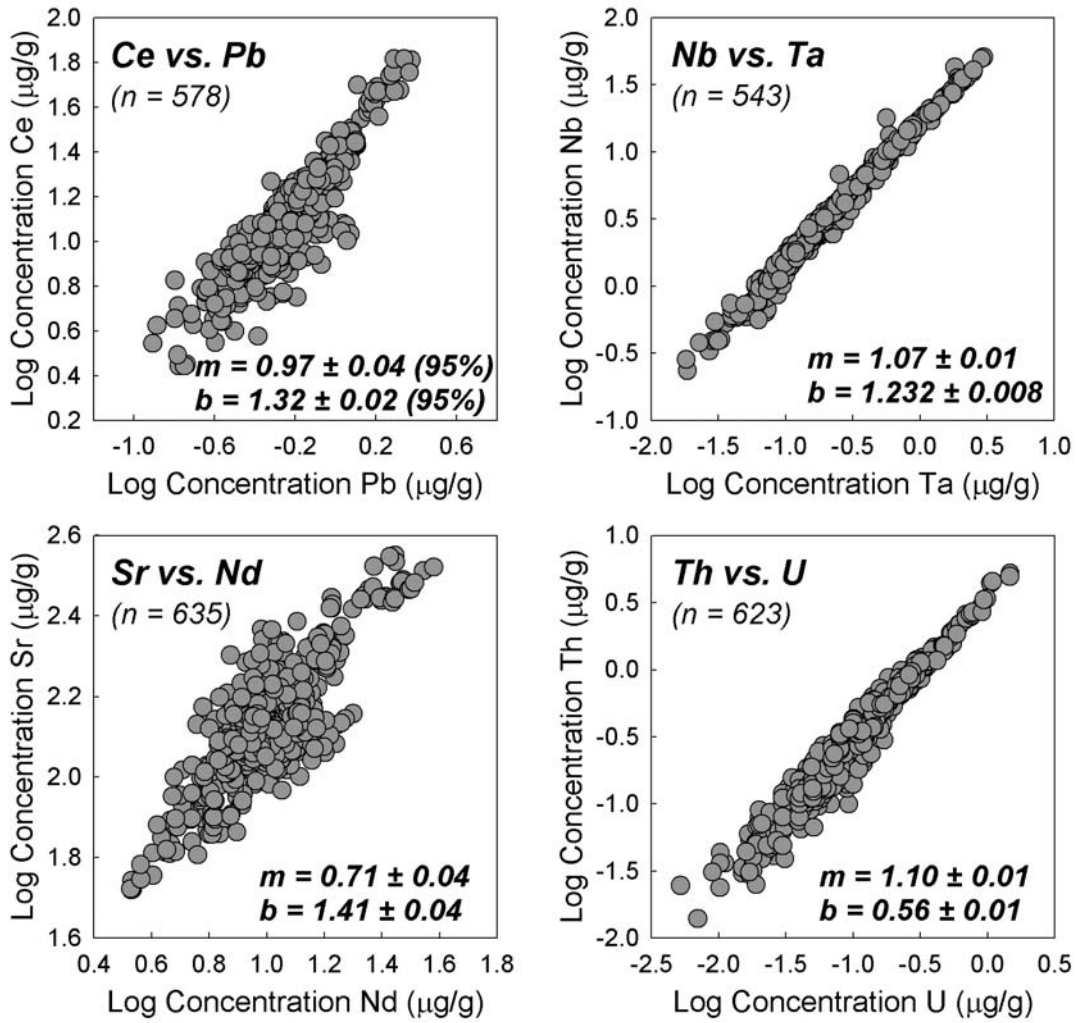 Ce vs. Pb
(n = 578)
m = 0.97 ± 0.04 (95%)
b = 1.32 ± 0.02 (95%)
Log Concentration Ce (μg/g)
2.0
1.8
1.6
1.4
1.2
1.0
0.8
0.6
0.4
0.2
-1.0
-0.6
-0.2
0.2
0.6
Log Concentration Pb (μg/g)
Nb vs. Ta
(n = 543)
m = 1.07 ± 0.01
b = 1.232 ± 0.008
Log Concentration Nb (μg/g)
2.0
1.5
1.0
0.5
0.0
-0.5
-1.0
-2.0
-1.5
-1.0
-0.5
0.0
0.5
1.0
Log Concentration Ta (μg/g)
Sr vs. Nd
(n = 635)
m = 0.71 ± 0.04
b = 1.41 ± 0.04
Log Concentration Sr (μg/g)
2.6
2.4
2.2
2.0
1.8
1.6
0.4
0.6
0.8
1.0
1.2
1.4
1.6
1.8
Log Concentration Nd (μg/g)
Th vs. U
(n = 623)
m = 1.10 ± 0.01
b = 0.56 ± 0.01
Log Concentration Th (μg/g)
1.0
0.5
0.0
-0.5
-1.0
-1.5
-2.0
-2.5
-2.0
-1.5
-1.0
-0.5
0.0
0.5
Log Concentration U (μg/g)